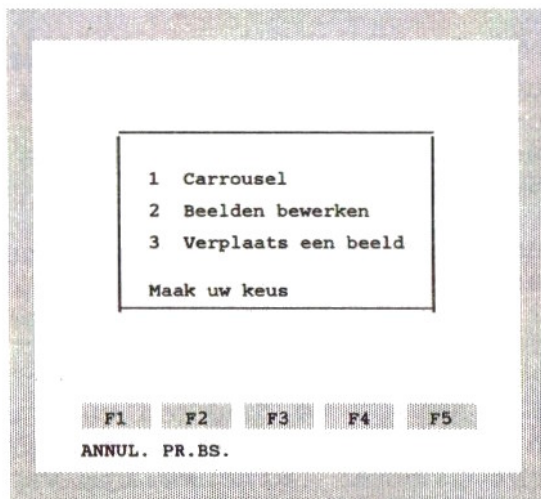 1 Carrousel
2 Beelden bewerken
3 Verplaats een beeld
Maak uw keus
F1 F2 F3 F4 F5
ANNUL. PR.BS.